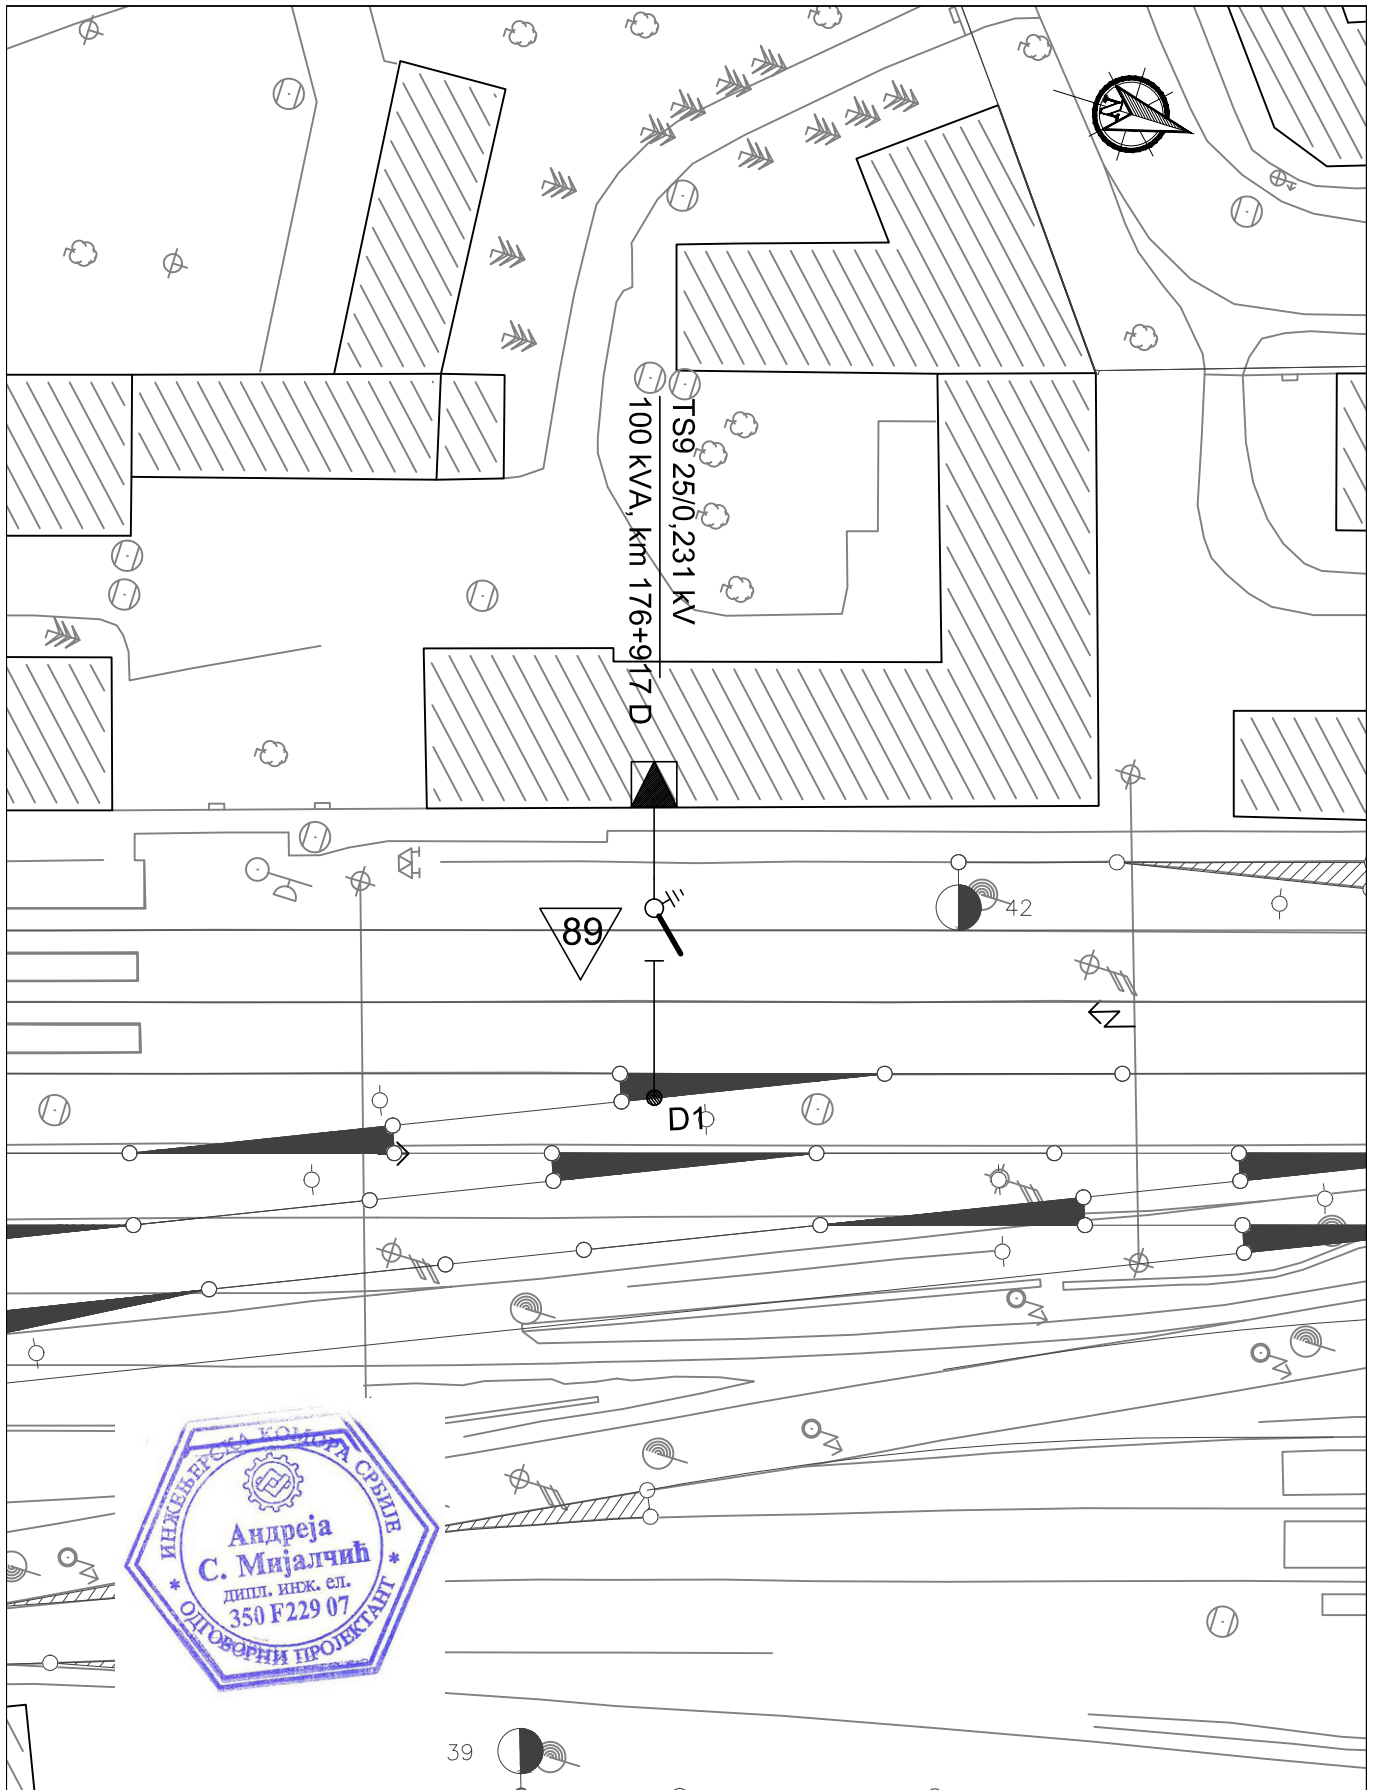 N
TS9 25/0,231 kV
100 kVA, km 176+917 D
89
42
D1
ИНЖЕЊЕРСКА КОМОРА СРБИЈЕ
Андреја
С. Мијалчић
дипл. инж. ел.
350 F229 07
* ОДГОВОРНИ ПРОЈЕКТАНТ *
39